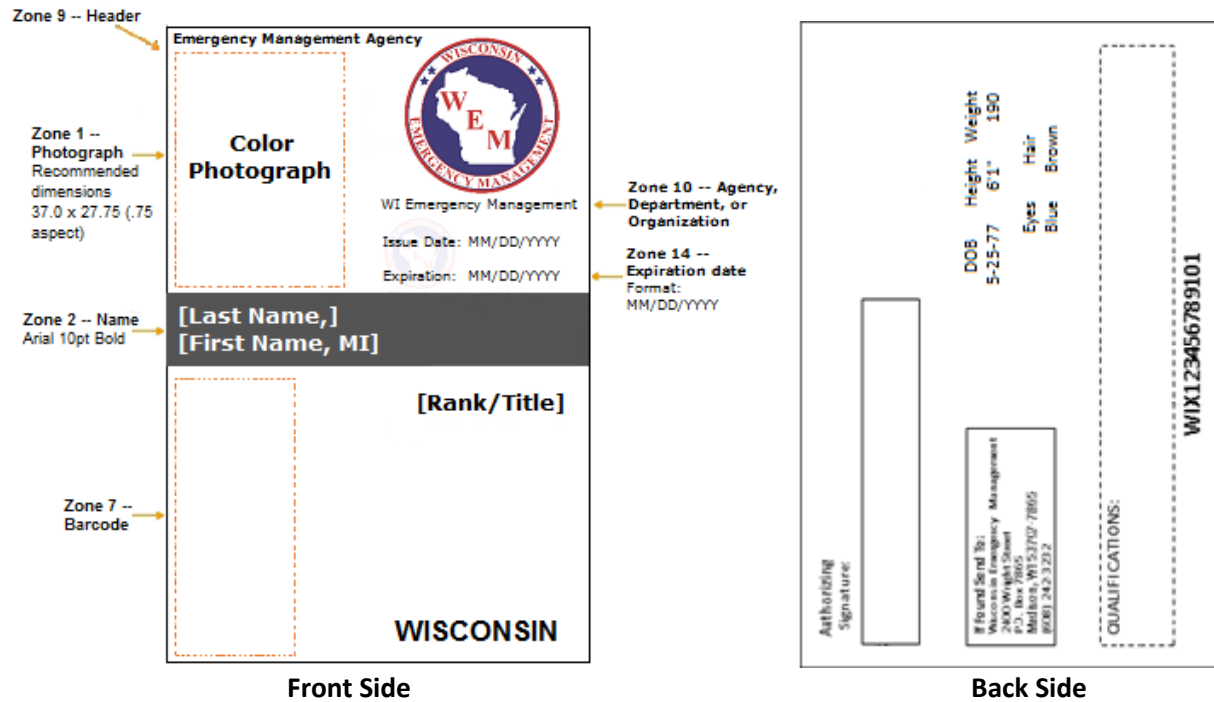 Zone 9 -- Header
Emergency Management Agency
WISCONSIN
EMERGENCY MANAGEMENT
W
E
M
Zone 1 --
Photograph
Recommended
dimensions
37.0 x 27.75 (.75
aspect)
Color
Photograph
WI Emergency Management
Zone 10 -- Agency,
Department, or
Organization
Issue Date: MM/DD/YYYY
Expiration: MM/DD/YYYY
Zone 14 --
Expiration date
Format:
MM/DD/YYYY
Zone 2 -- Name
Arial 10pt Bold
[Last Name,]
[First Name, MI]
[Rank/Title]
Zone 7 --
Barcode
WISCONSIN
Front Side
Authorizing
Signature:
DOB Height Weight
5-25-77 6'1" 190
Eyes Hair
Blue Brown
If Found Send To:
Wisconsin Emergency Management
2400 Wright Street
P.O. Box 7865
Madison, WI 53707-7865
(608) 242-3232
QUALIFICATIONS:
WIX123456789101
Back Side